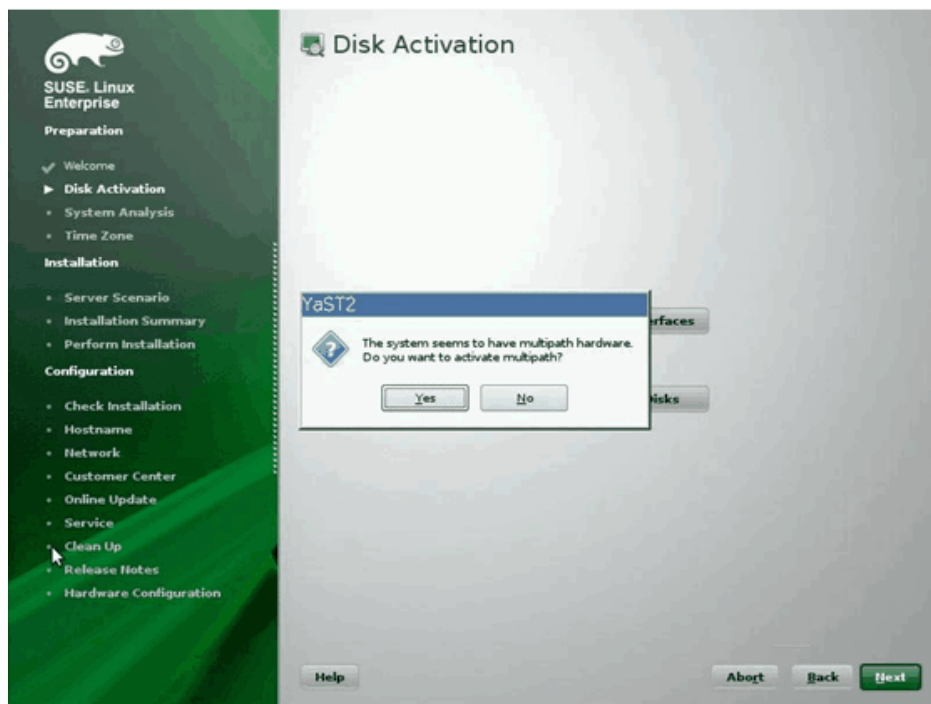 SUSE. Linux
Enterprise
Preparation
Welcome
Disk Activation
System Analysis
Time Zone
Installation
Server Scenario
Installation Summary
Perform Installation
Configuration
Check Installation
Hostname
Network
Customer Center
Online Update
Service
Clean Up
Release Notes
Hardware Configuration
Disk Activation
YaST2
The system seems to have multipath hardware.
Do you want to activate multipath?
Yes
No
Help
Abort
Back
Next